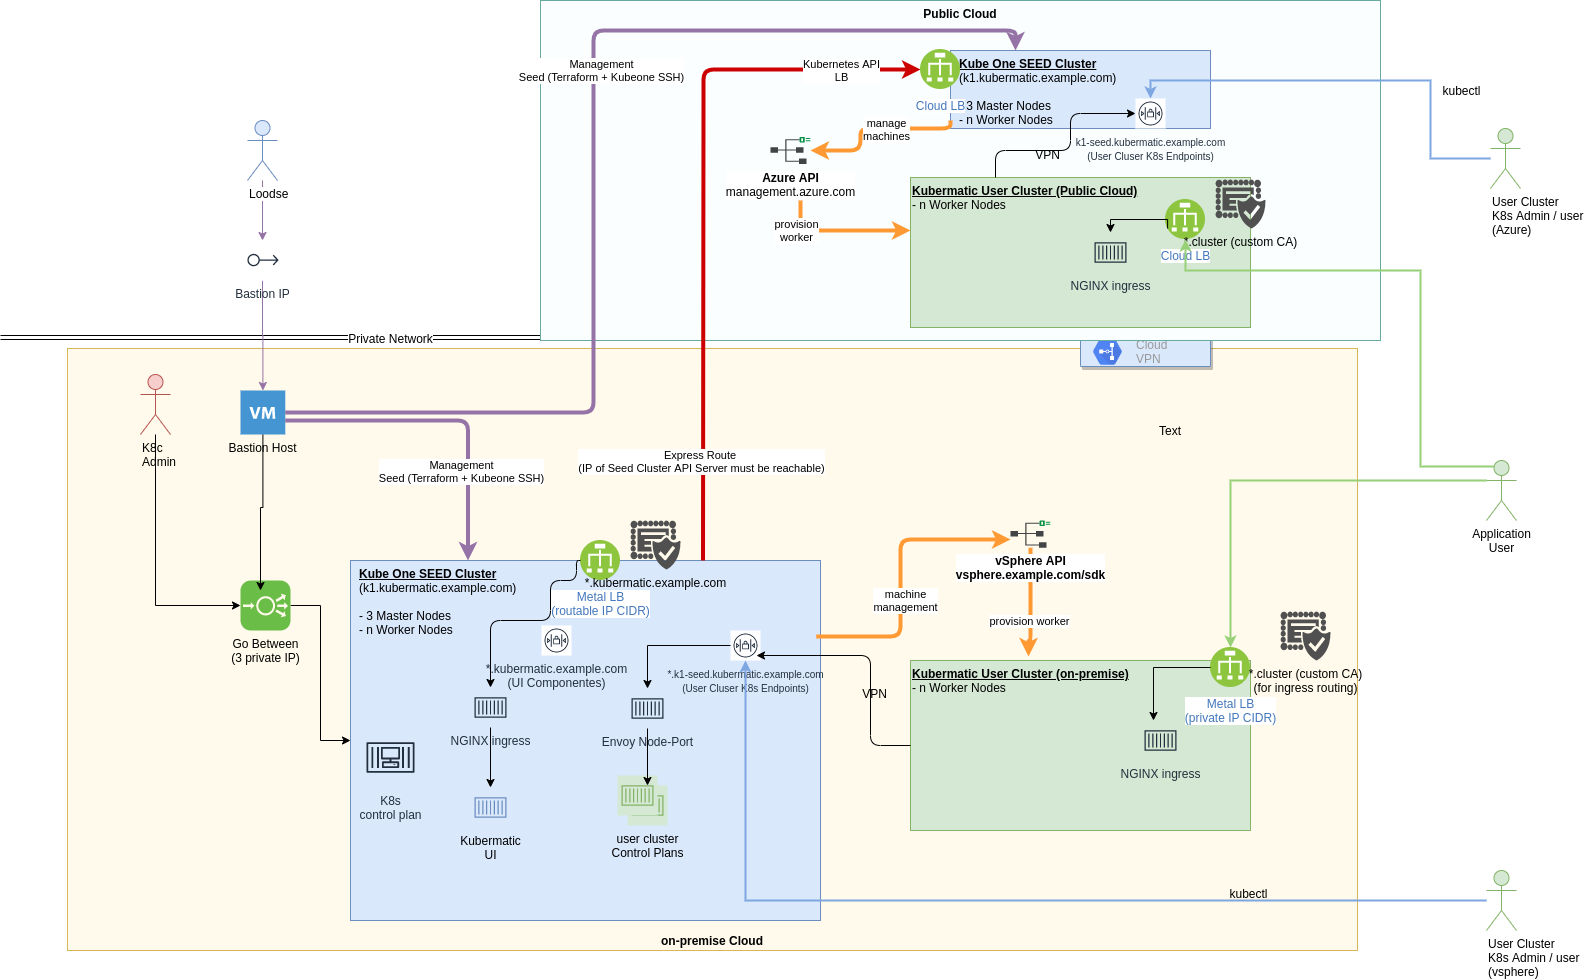 Public Cloud
Management
Seed (Terraform + Kubeone SSH)
Kubernetes API
LB
Kube One SEED Cluster
(k1.kubermatic.example.com)
- 3 Master Nodes
- n Worker Nodes
Cloud LB
kubectl
manage
machines
k1-seed.kubermatic.example.com
(User Cluser K8s Endpoints)
VPN
Azure API
management.azure.com
provision
worker
Kubermatic User Cluster (Public Cloud)
- n Worker Nodes
*.cluster (custom CA)
Cloud LB
NGINX ingress
User Cluster
K8s Admin / user
(Azure)
Loodse
Bastion IP
Private Network
Cloud
VPN
K8c
Admin
VM
Bastion Host
Management
Seed (Terraform + Kubeone SSH)
Express Route
(IP of Seed Cluster API Server must be reachable)
Text
Application
User
Kube One SEED Cluster
(k1.kubermatic.example.com)
- 3 Master Nodes
- n Worker Nodes
*.kubermatic.example.com
Metal LB
(routable IP CIDR)
*.kubermatic.example.com
(UI Componentes)
*.k1-seed.kubermatic.example.com
(User Cluser K8s Endpoints)
NGINX ingress
Envoy Node-Port
K8s
control plan
Kubermatic
UI
user cluster
Control Plans
Go Between
(3 private IP)
machine
management
vSphere API
vsphere.example.com/sdk
provision worker
VPN
Kubermatic User Cluster (on-premise)
- n Worker Nodes
*.cluster (custom CA)
(for ingress routing)
Metal LB
(private IP CIDR)
NGINX ingress
kubectl
on-premise Cloud
User Cluster
K8s Admin / user
(vsphere)